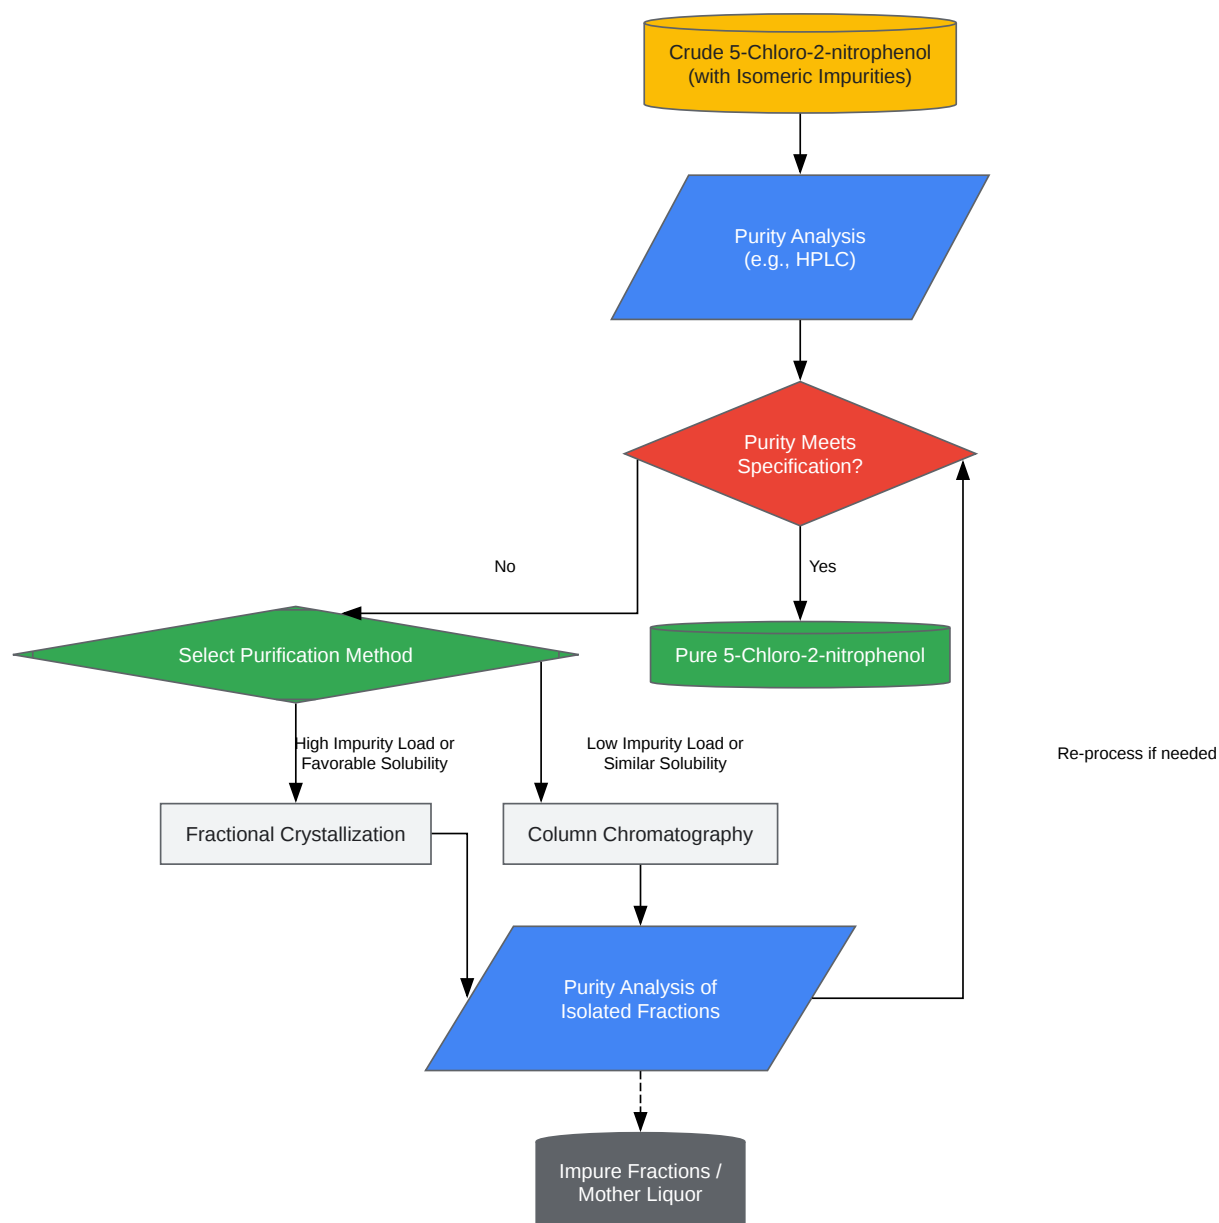 Crude 5-Chloro-2-nitrophenol
(with Isomeric Impurities)
Purity Analysis
(e.g., HPLC)
Purity Meets
Specification?
No
Yes
Select Purification Method
Pure 5-Chloro-2-nitrophenol
High Impurity Load or
Favorable Solubility
Low Impurity Load or
Similar Solubility
Re-process if needed
Fractional Crystallization
Column Chromatography
Purity Analysis of
Isolated Fractions
Impure Fractions /
Mother Liquor